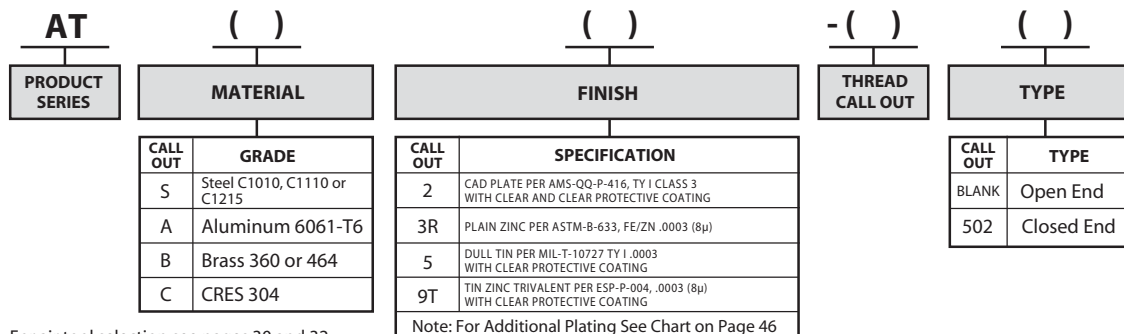 AT ( ) ( ) - ( ) ( )
PRODUCT SERIES
MATERIAL
FINISH
THREAD CALL OUT
TYPE
CALL OUT GRADE
S Steel C1010, C1110 or C1215
A Aluminum 6061-T6
B Brass 360 or 464
C CRES 304
CALL OUT SPECIFICATION
2 CAD PLATE PER AMS-QQ-P-416, TY I CLASS 3
WITH CLEAR AND CLEAR PROTECTIVE COATING
3R PLAIN ZINC PER ASTM-B-633, FE/ZN .0003 (8µ)
5 DULL TIN PER MIL-T-10727 TY I .0003
WITH CLEAR PROTECTIVE COATING
9T TIN ZINC TRIVALENT PER ESP-P-004, .0003 (8µ)
WITH CLEAR PROTECTIVE COATING
Note: For Additional Plating See Chart on Page 46
CALL OUT TYPE
BLANK Open End
502 Closed End